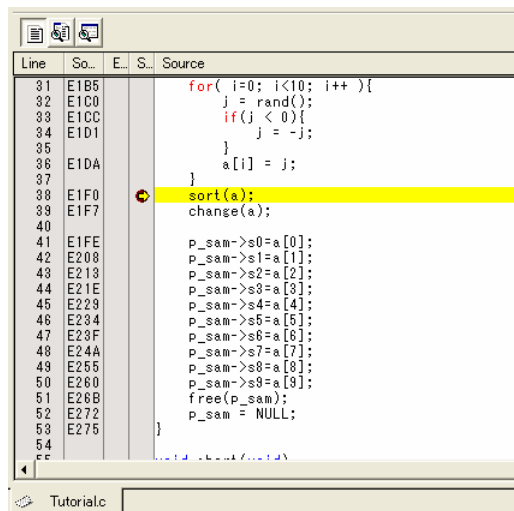 Line So... E... S... Source
31 E1B5 for( i=0; i<10; i++ ){
32 E1C0 j = rand();
33 E1CC if(j < 0){
34 E1D1 j = -j;
35 }
36 E1DA a[i] = j;
37 }
38 E1F0 sort(a);
39 E1F7 change(a);
40
41 E1FE p_sam->s0=a[0];
42 E208 p_sam->s1=a[1];
43 E213 p_sam->s2=a[2];
44 E21E p_sam->s3=a[3];
45 E229 p_sam->s4=a[4];
46 E234 p_sam->s5=a[5];
47 E23F p_sam->s6=a[6];
48 E24A p_sam->s7=a[7];
49 E255 p_sam->s8=a[8];
50 E260 p_sam->s9=a[9];
51 E26B free(p_sam);
52 E272 p_sam = NULL;
53 E275 }
54
Tutorial.c